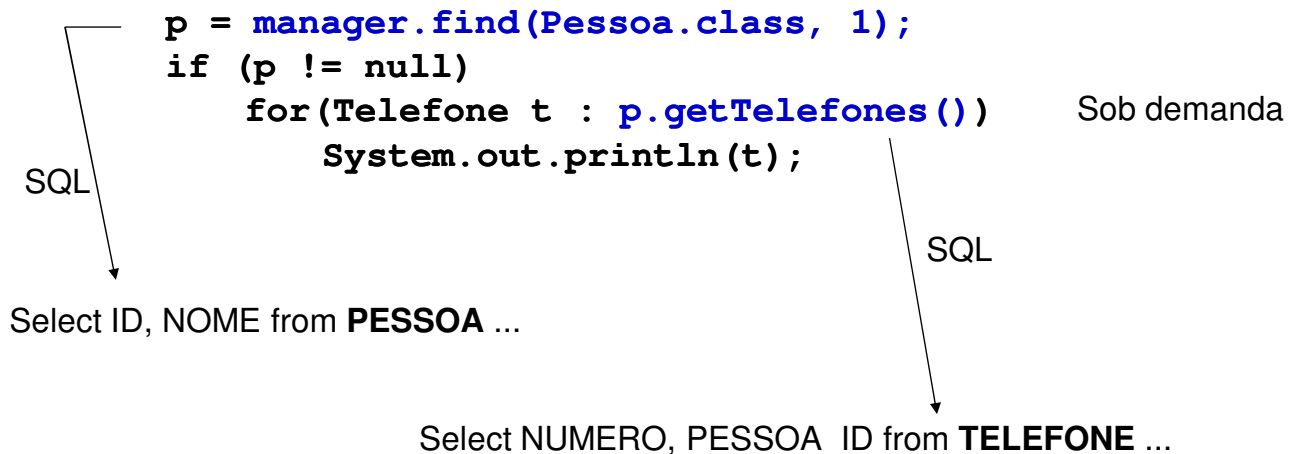 p = manager.find(Pessoa.class, 1);
if (p != null)
for(Telefone t : p.getTelefones()) Sob demanda
System.out.println(t);
SQL
SQL
Select ID, NOME from PESSOA ...
Select NUMERO, PESSOA ID from TELEFONE ...